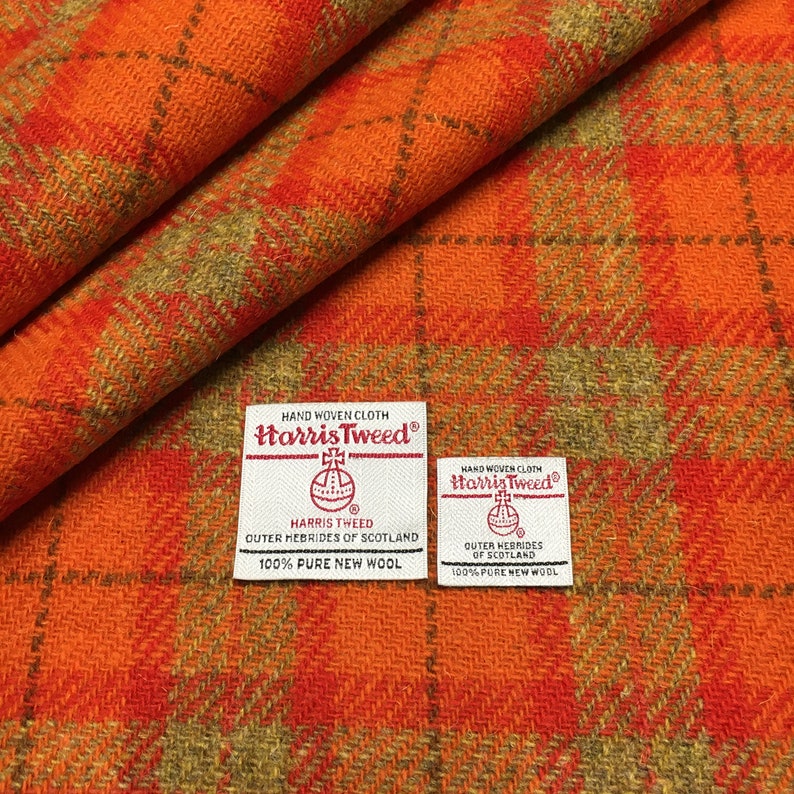 HAND WOVEN CLOTH
Harris Tweed®
®
HARRIS TWEED
OUTER HEBRIDES OF SCOTLAND
100% PURE NEW WOOL
HAND WOVEN CLOTH
Harris Tweed®
®
OUTER HEBRIDES
OF SCOTLAND
100% PURE NEW WOOL